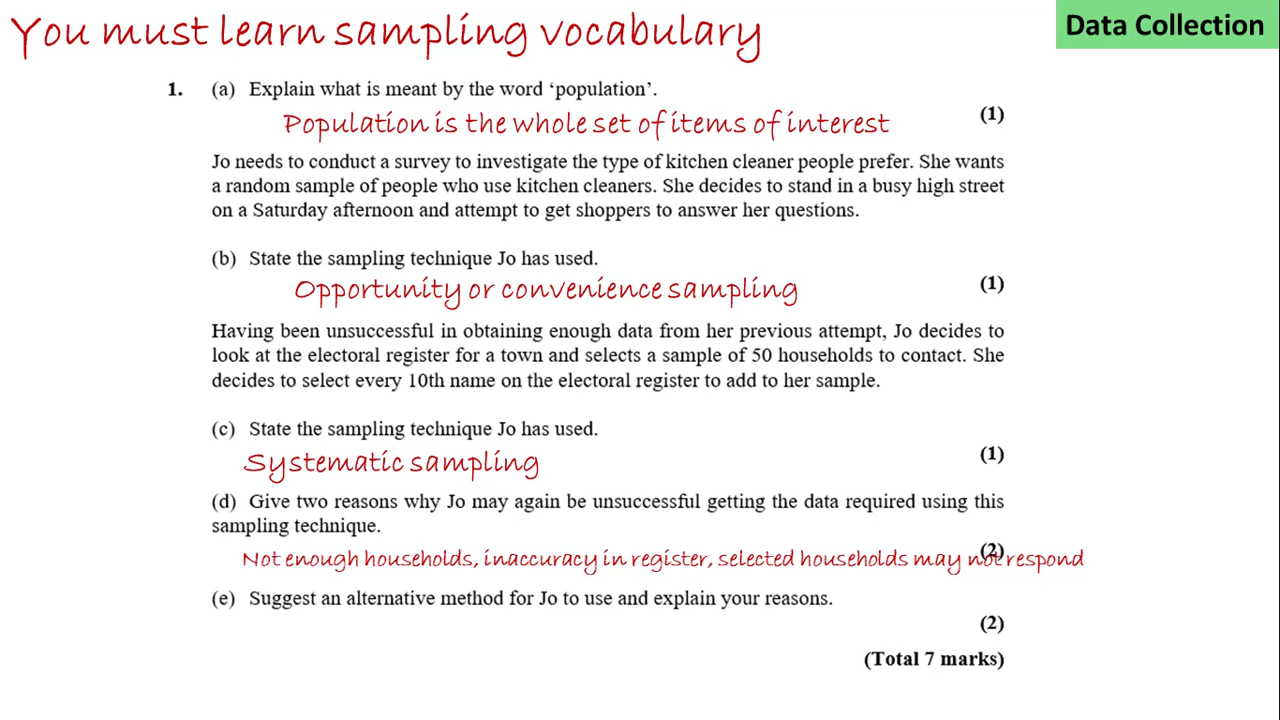 You must learn sampling vocabulary
Data Collection
1. (a) Explain what is meant by the word ‘population’.
(1)
Population is the whole set of items of interest
Jo needs to conduct a survey to investigate the type of kitchen cleaner people prefer. She wants
a random sample of people who use kitchen cleaners. She decides to stand in a busy high street
on a Saturday afternoon and attempt to get shoppers to answer her questions.
(b) State the sampling technique Jo has used.
(1)
Opportunity or convenience sampling
Having been unsuccessful in obtaining enough data from her previous attempt, Jo decides to
look at the electoral register for a town and selects a sample of 50 households to contact. She
decides to select every 10th name on the electoral register to add to her sample.
(c) State the sampling technique Jo has used.
(1)
Systematic sampling
(d) Give two reasons why Jo may again be unsuccessful getting the data required using this
sampling technique.
(2)
Not enough households, inaccuracy in register, selected households may not respond
(e) Suggest an alternative method for Jo to use and explain your reasons.
(2)
(Total 7 marks)